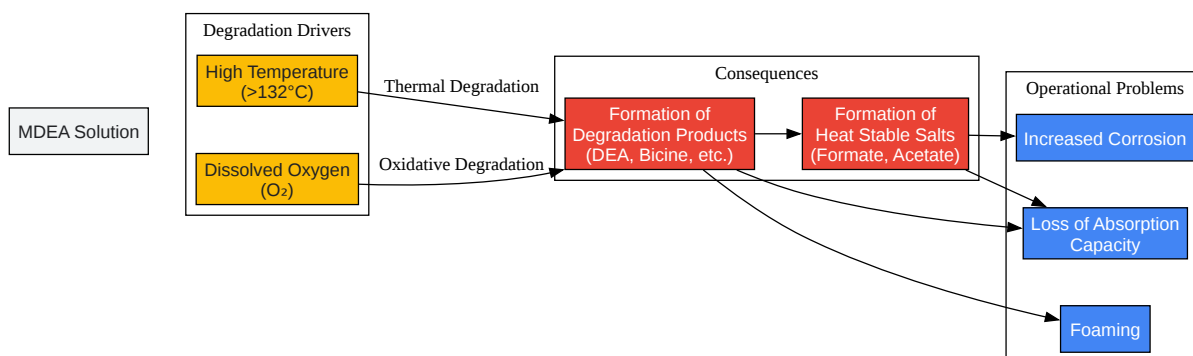 MDEA Solution
Degradation Drivers
High Temperature
(>132°C)
Dissolved Oxygen
(O₂)
Thermal Degradation
Oxidative Degradation
Consequences
Formation of
Degradation Products
(DEA, Bicine, etc.)
Formation of
Heat Stable Salts
(Formate, Acetate)
Operational Problems
Increased Corrosion
Loss of Absorption
Capacity
Foaming